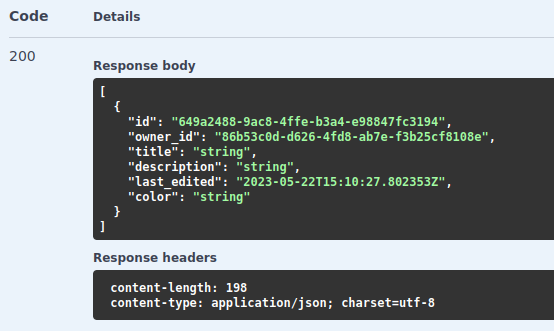 Code Details
200
Response body
[
  {
    "id": "649a2488-9ac8-4ffe-b3a4-e98847fc3194",
    "owner_id": "86b53c0d-d626-4fd8-ab7e-f3b25cf8108e",
    "title": "string",
    "description": "string",
    "last_edited": "2023-05-22T15:10:27.802353Z",
    "color": "string"
  }
]
Response headers
content-length: 198
content-type: application/json; charset=utf-8